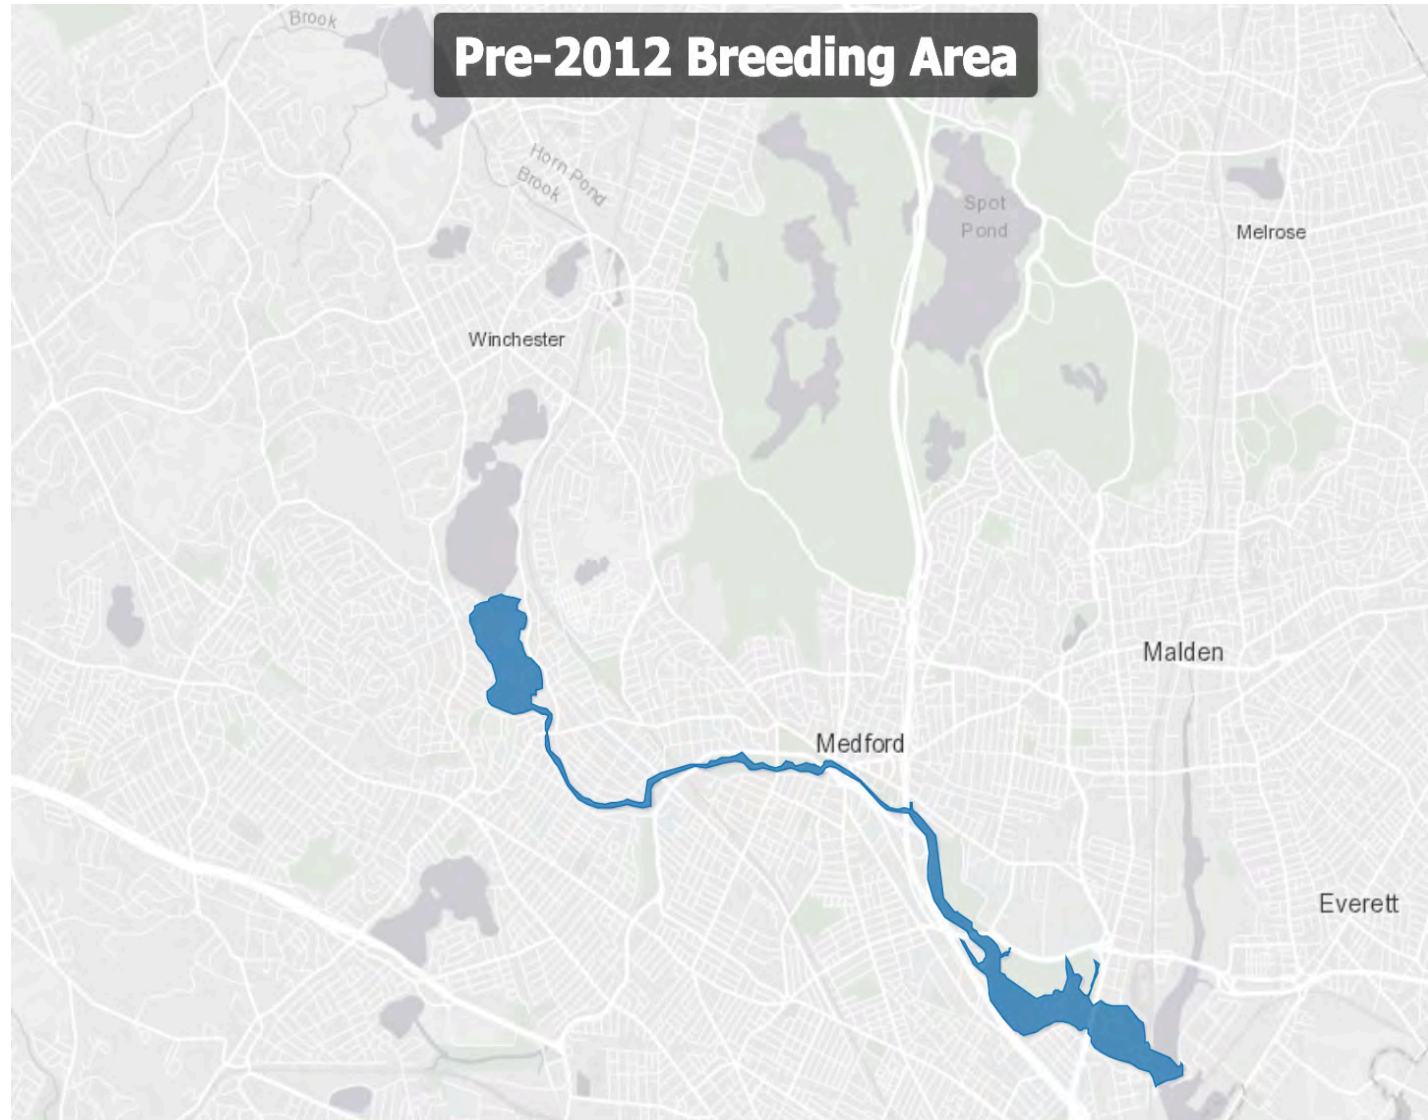 Pre-2012 Breeding Area
Brook
Horn Pond
Brook
Spot
Pond
Melrose
Winchester
Malden
Medford
Everett